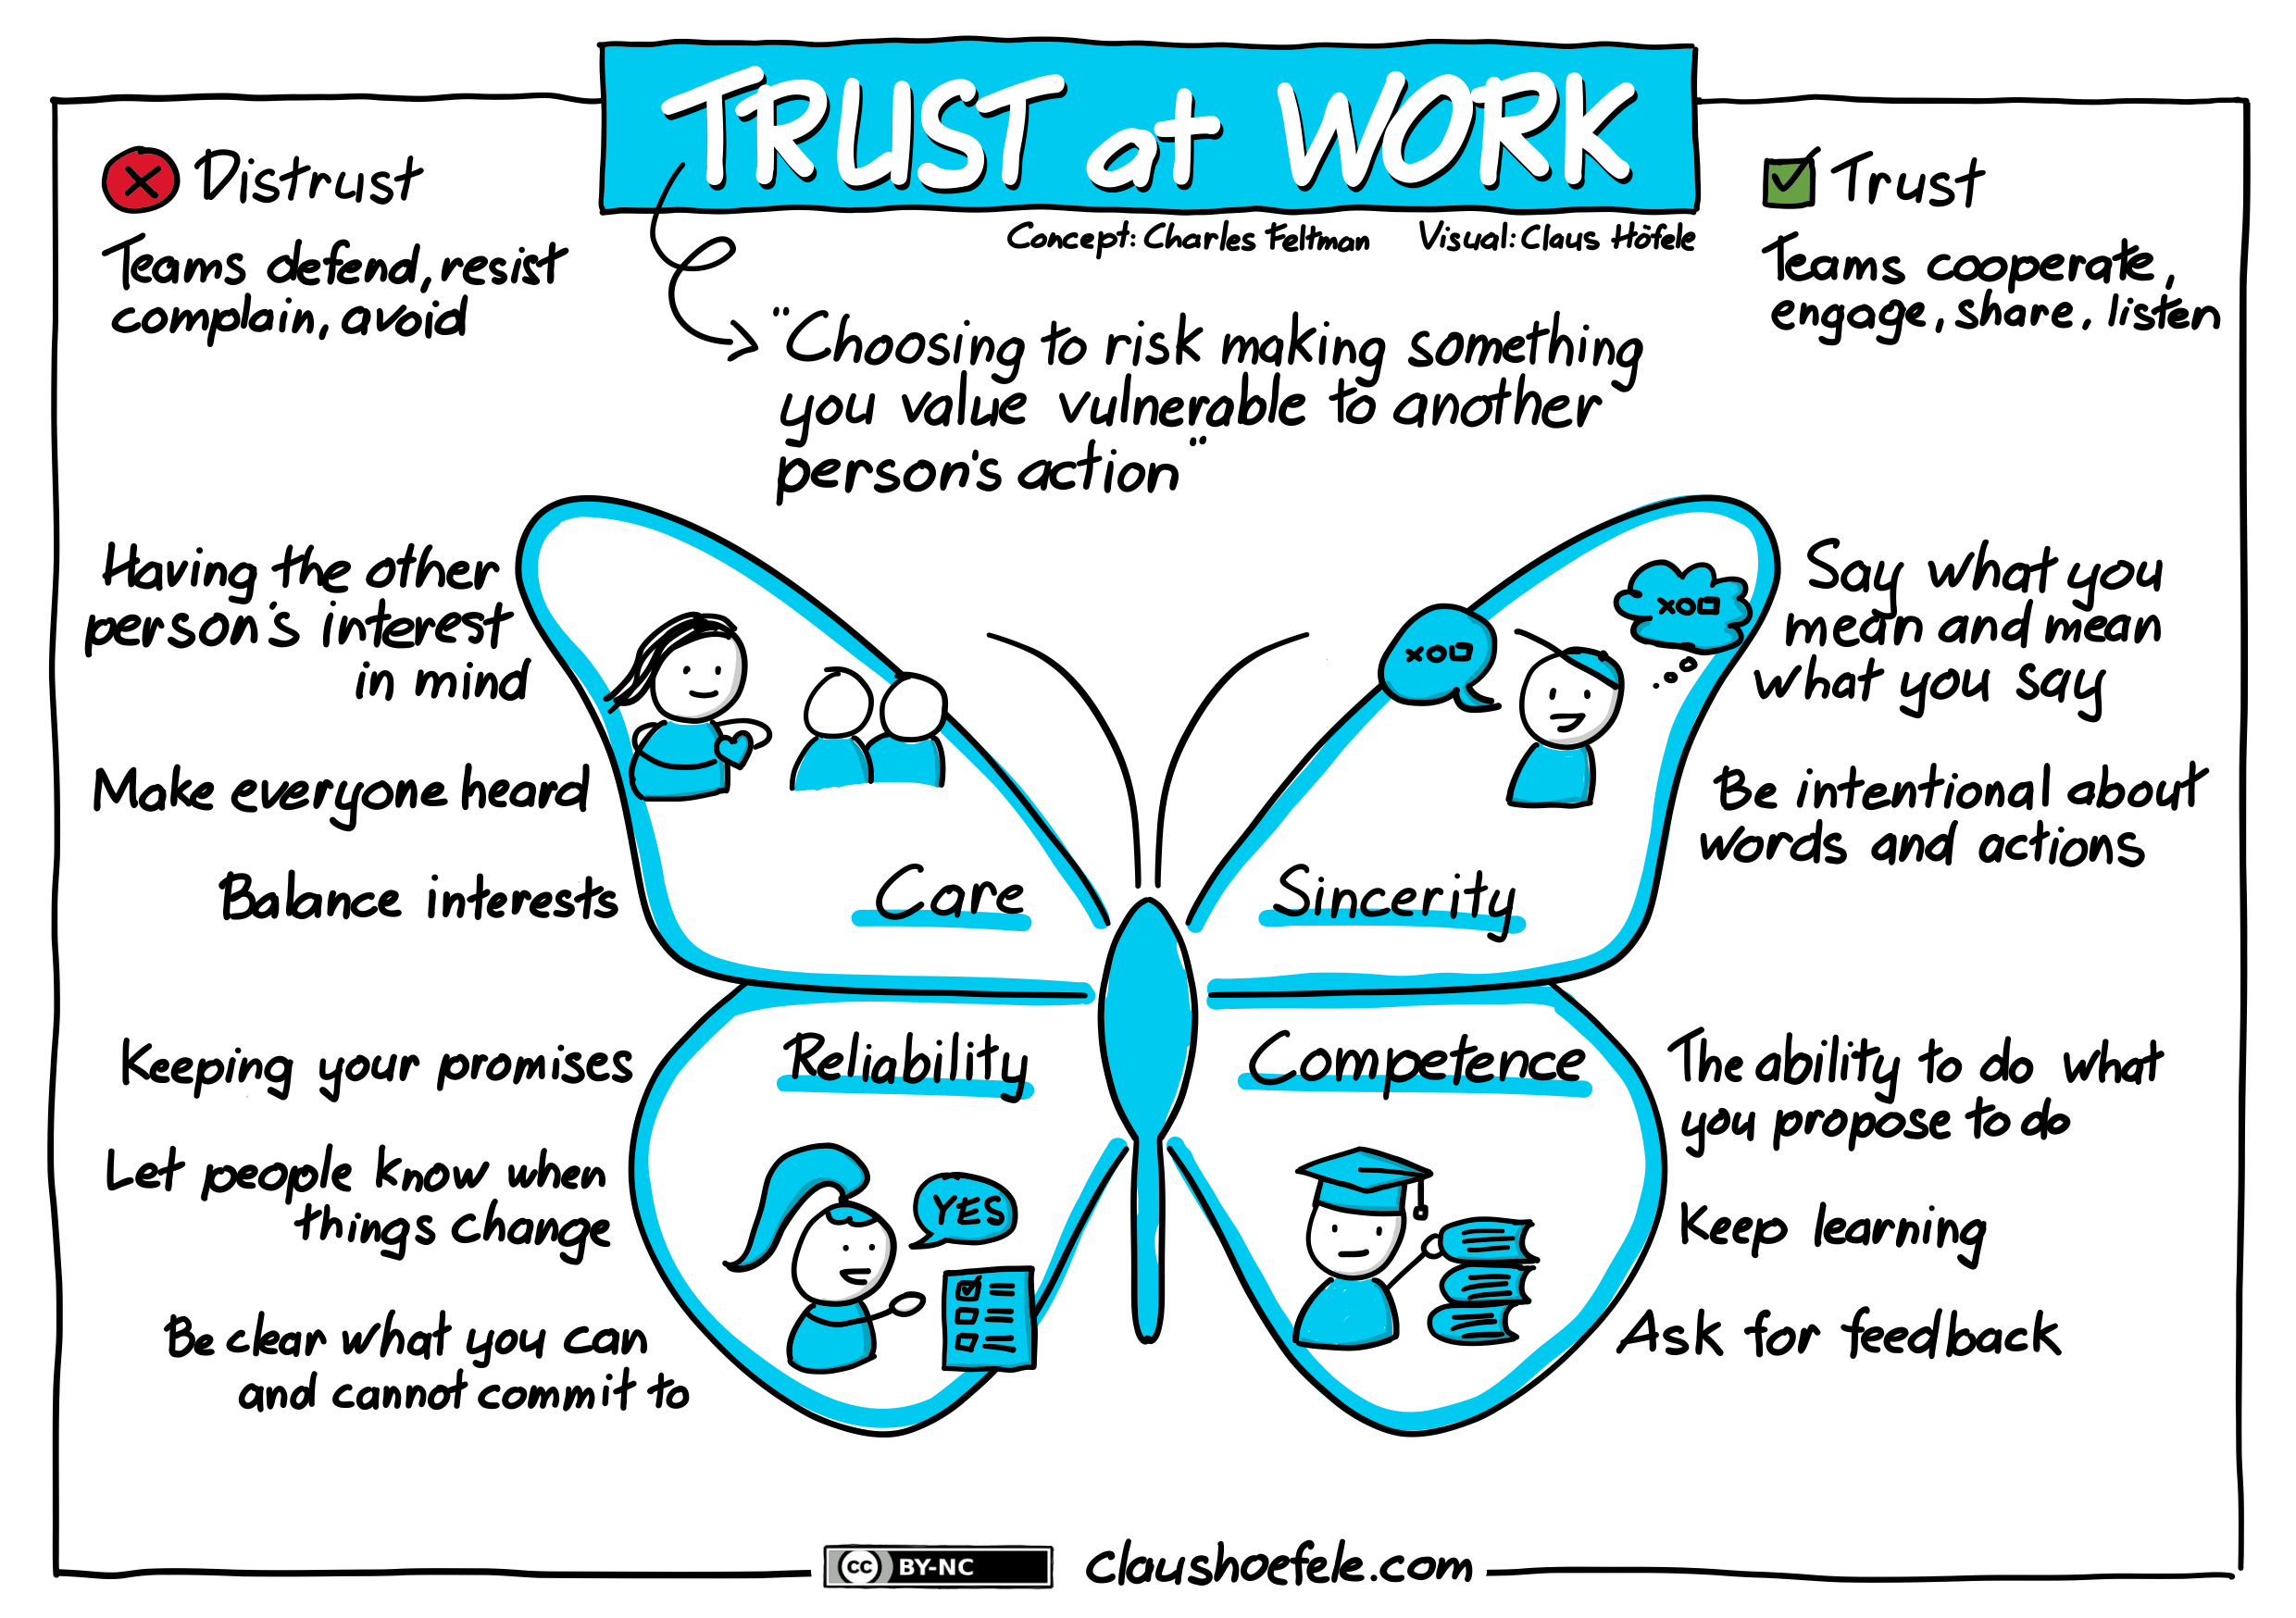 TRUST at WORK
Concept: Charles Feltman Visual: Claus Höfele
Distrust
Teams defend, resist
complain, avoid
Trust
Teams cooperate,
engage, share, listen
"Choosing to risk making something
you value vulnerable to another
person's action"
Having the other
person's interest
in mind
Make everyone heard
Balance interests
Care
xo□
xo□
Sincerity
Say what you
mean and mean
what you say
Be intentional about
words and actions
Keeping your promises
Let people know when
things change
Be clear what you can
and cannot commit to
Reliability
YES
Competence
The ability to do what
you propose to do
Keep learning
Ask for feedback
cc BY-NC
claushoefele.com